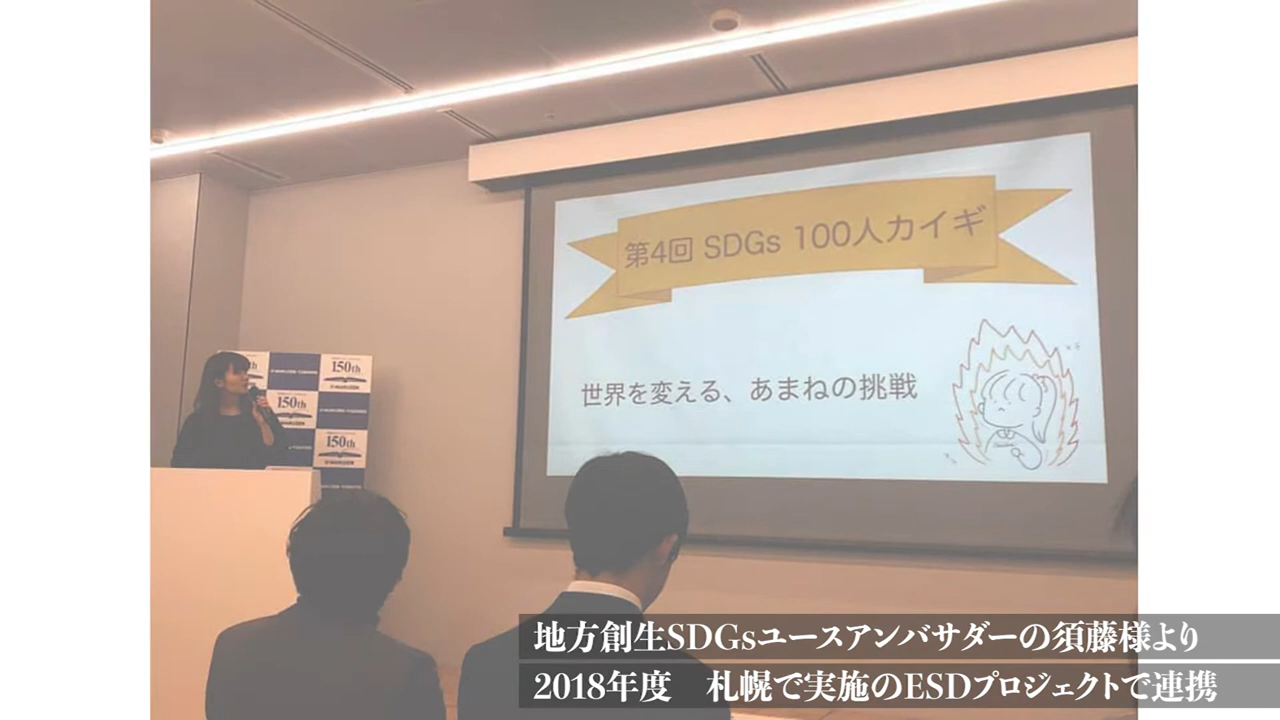 第4回 SDGs 100人カイギ
世界を変える、あまねの挑戦
150th
MARUZEN-YUSHODO
150th
MARUZEN
150th
地方創生SDGsユースアンバサダーの須藤様より
2018年度 札幌で実施のESDプロジェクトで連携